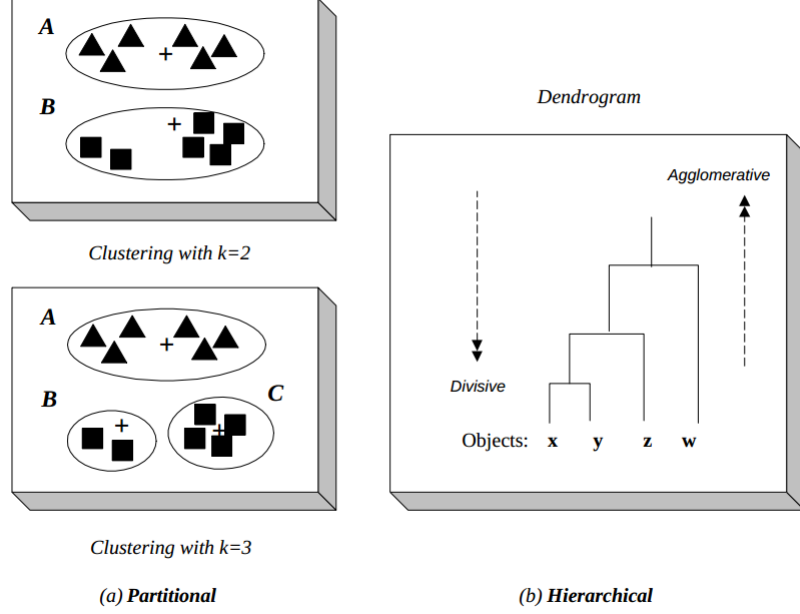 A
+
B
+
Clustering with k=2
A
+
B
+
C
+
Clustering with k=3
(a) Partitional
Dendrogram
Agglomerative
Divisive
Objects: x y z w
(b) Hierarchical